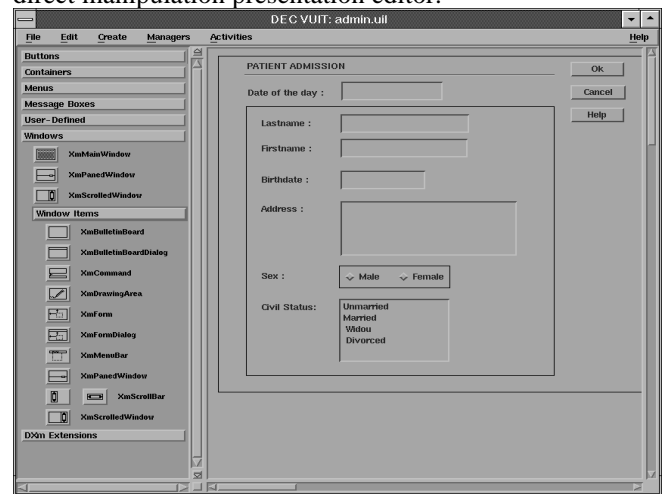 direct manipulation presentation editor.
DEC VUIT: admin.uil
File Edit Create Managers Activities Help
Buttons
Containers
Menus
Message Boxes
User-Defined
Windows
XmMainWindow
XmPanedWindow
XmScrolledWindow
Window Items
XmBulletinBoard
XmBulletinBoardDialog
XmCommand
XmDrawingArea
XmForm
XmFormDialog
XmMenuBar
XmPanedWindow
XmScrollBar
XmScrolledWindow
DXm Extensions
PATIENT ADMISSION
Date of the day :
Lastname :
Firstname :
Birthdate :
Address :
Sex : Male Female
Civil Status: Unmarried
Married
Widou
Divorced
Ok
Cancel
Help